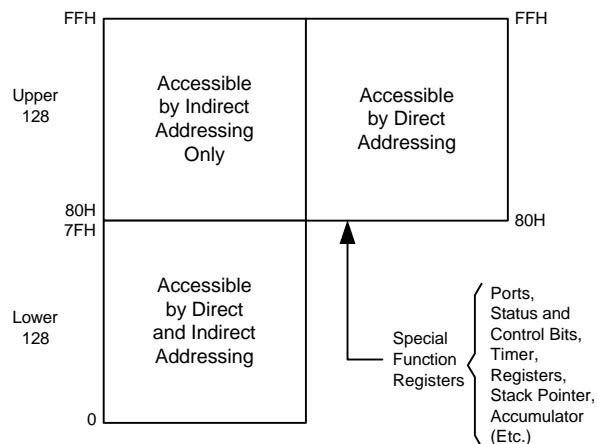 FFH
FFH
Upper
128
Accessible
by Indirect
Addressing
Only
Accessible
by Direct
Addressing
80H
7FH
80H
Lower
128
Accessible
by Direct
and Indirect
Addressing
0
Special
Function
Registers
Ports,
Status and
Control Bits,
Timer,
Registers,
Stack Pointer,
Accumulator
(Etc.)